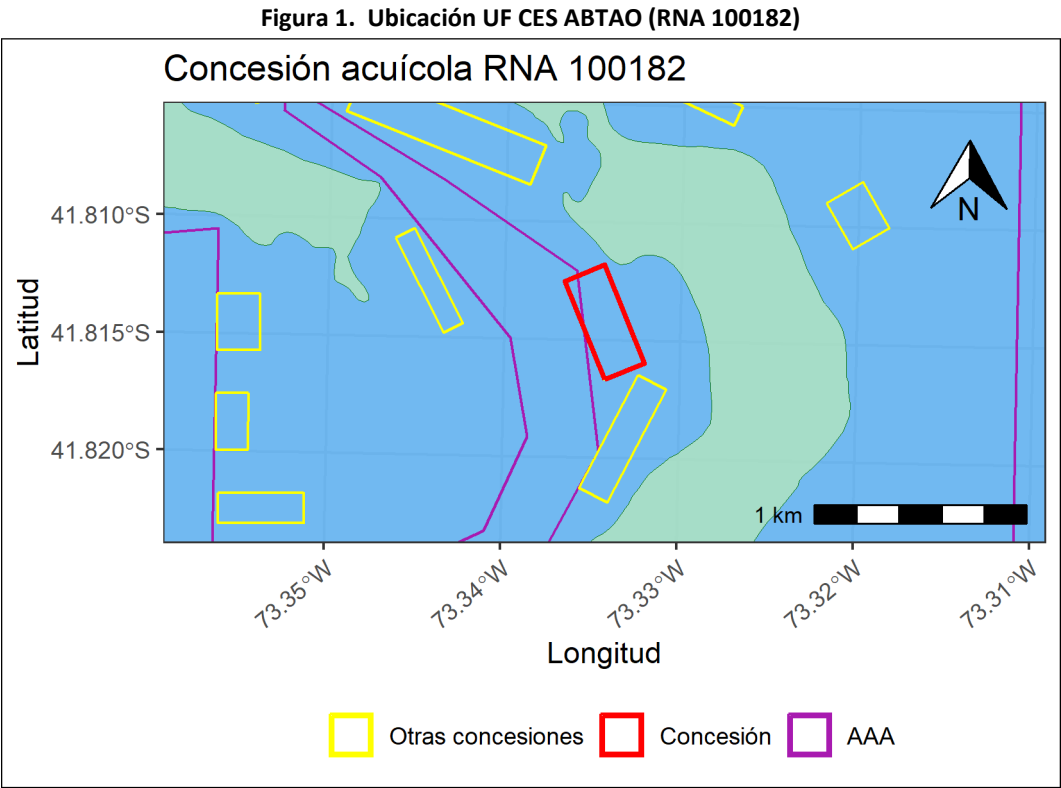 Figura 1. Ubicación UF CES ABTAO (RNA 100182)
Concesión acuícola RNA 100182
N
41.810°S
41.815°S
41.820°S
Latitud
1 km
73.35°W
73.34°W
73.33°W
73.32°W
73.31°W
Longitud
Otras concesiones Concesión AAA